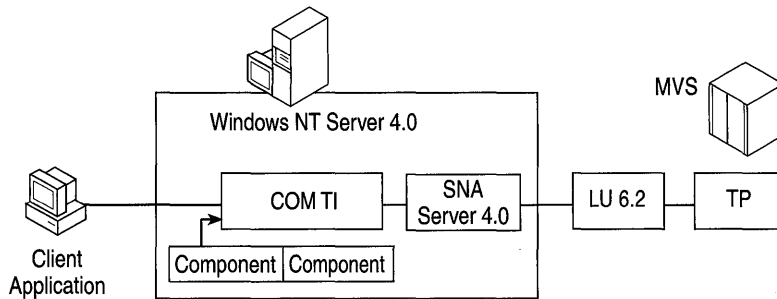 MVS
Windows NT Server 4.0
COM TI
SNA
Server 4.0
LU 6.2
TP
Component
Component
Client
Application